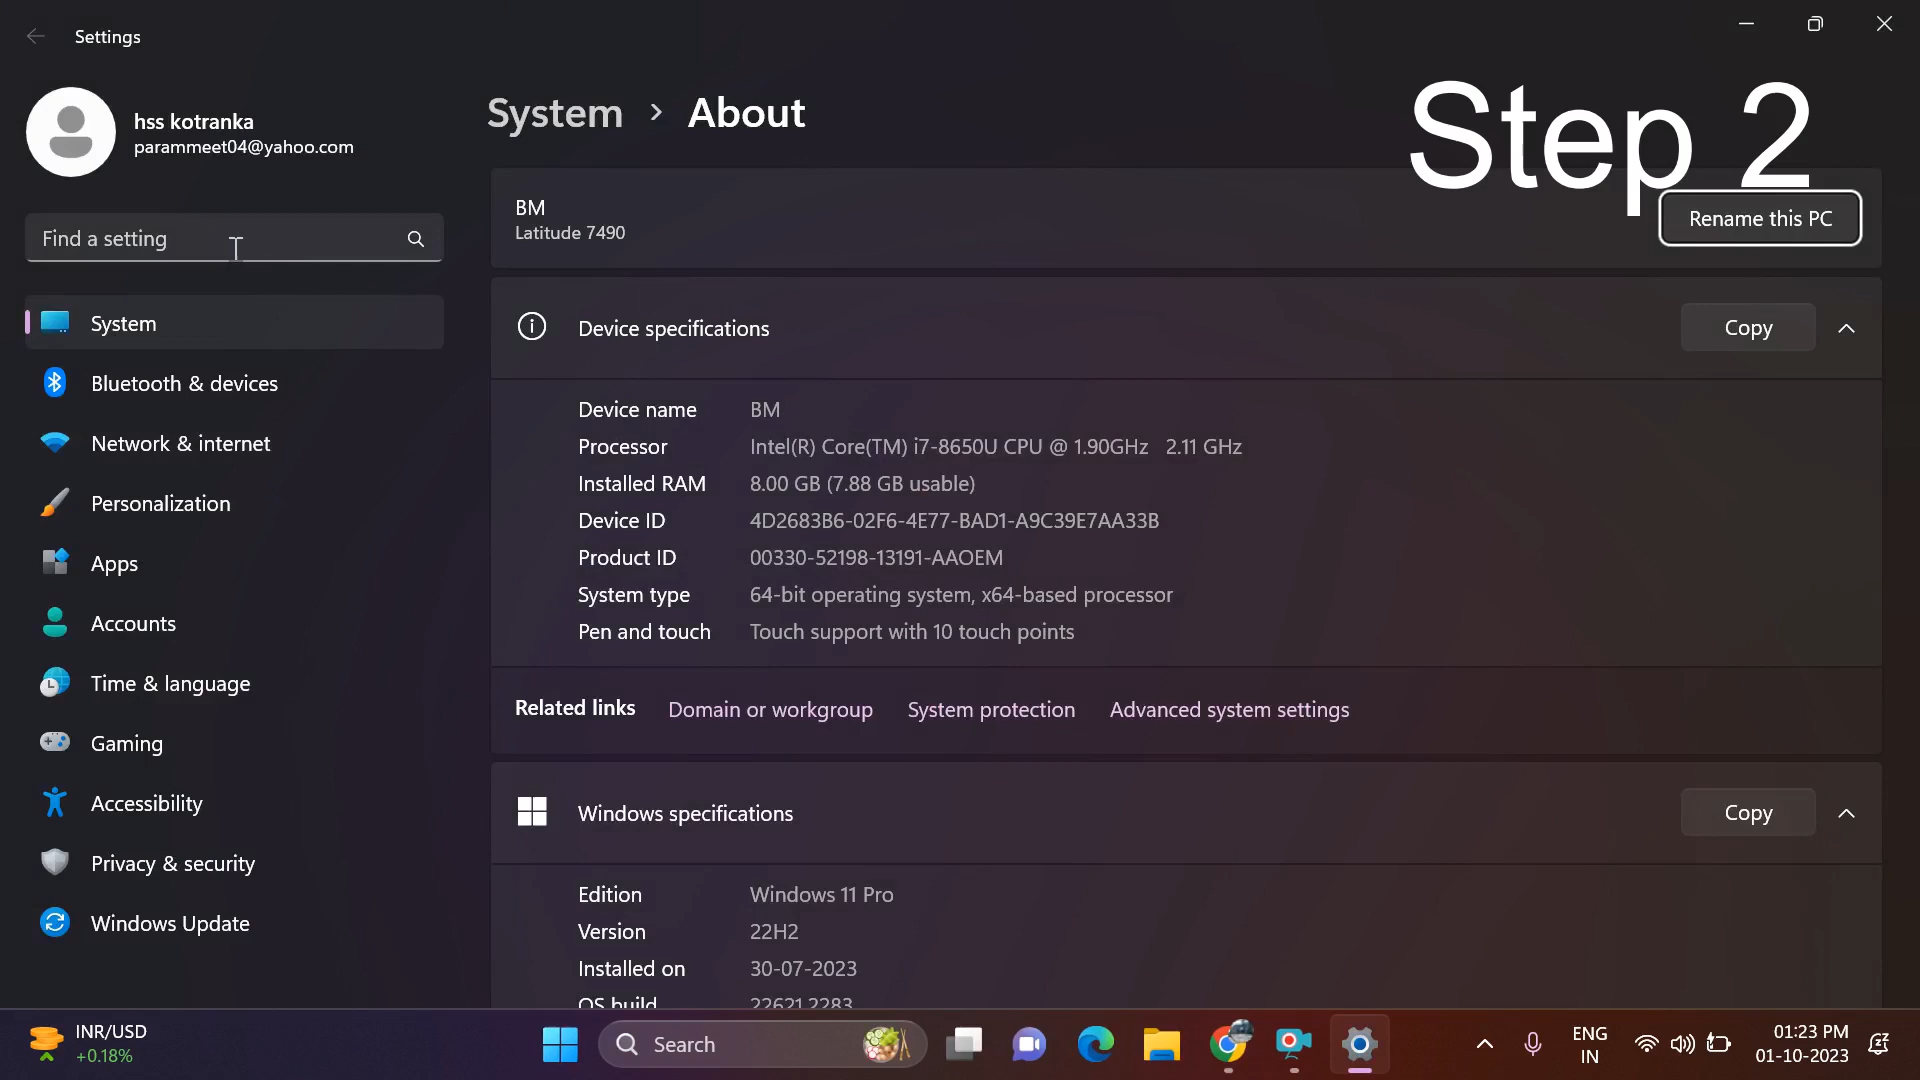 Settings
hss kotranka
parammeet04@yahoo.com
Find a setting
System
Bluetooth & devices
Network & internet
Personalization
Apps
Accounts
Time & language
Gaming
Accessibility
Privacy & security
Windows Update
System > About
Step 2
BM
Latitude 7490
Rename this PC
Device specifications
Copy
Device name BM
Processor Intel(R) Core(TM) i7-8650U CPU @ 1.90GHz 2.11 GHz
Installed RAM 8.00 GB (7.88 GB usable)
Device ID 4D2683B6-02F6-4E77-BAD1-A9C39E7AA33B
Product ID 00330-52198-13191-AAOEM
System type 64-bit operating system, x64-based processor
Pen and touch Touch support with 10 touch points
Related links Domain or workgroup System protection Advanced system settings
Windows specifications
Copy
Edition Windows 11 Pro
Version 22H2
Installed on 30-07-2023
OS build 22621.2283
INR/USD
+0.18%
Search
ENG
IN
01:23 PM
01-10-2023